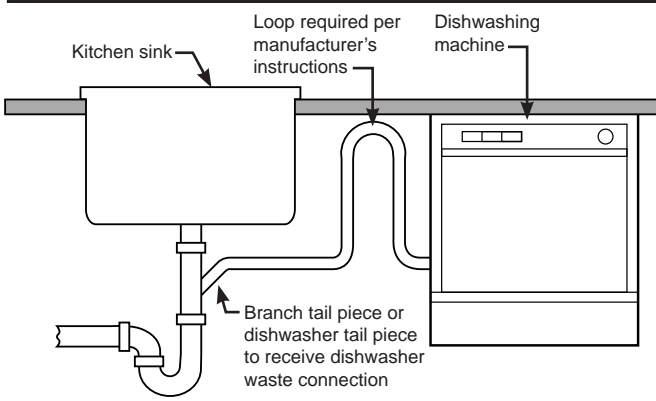 Kitchen sink
Loop required per
manufacturer's
instructions
Dishwashing
machine
Branch tail piece or
dishwasher tail piece
to receive dishwasher
waste connection